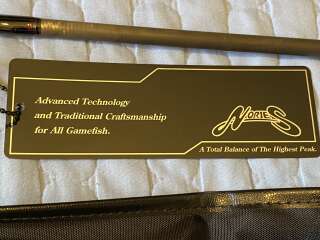 Advanced Technology
and Traditional Craftsmanship
for All Gamefish.
NORIES
A Total Balance of The Highest Peak.